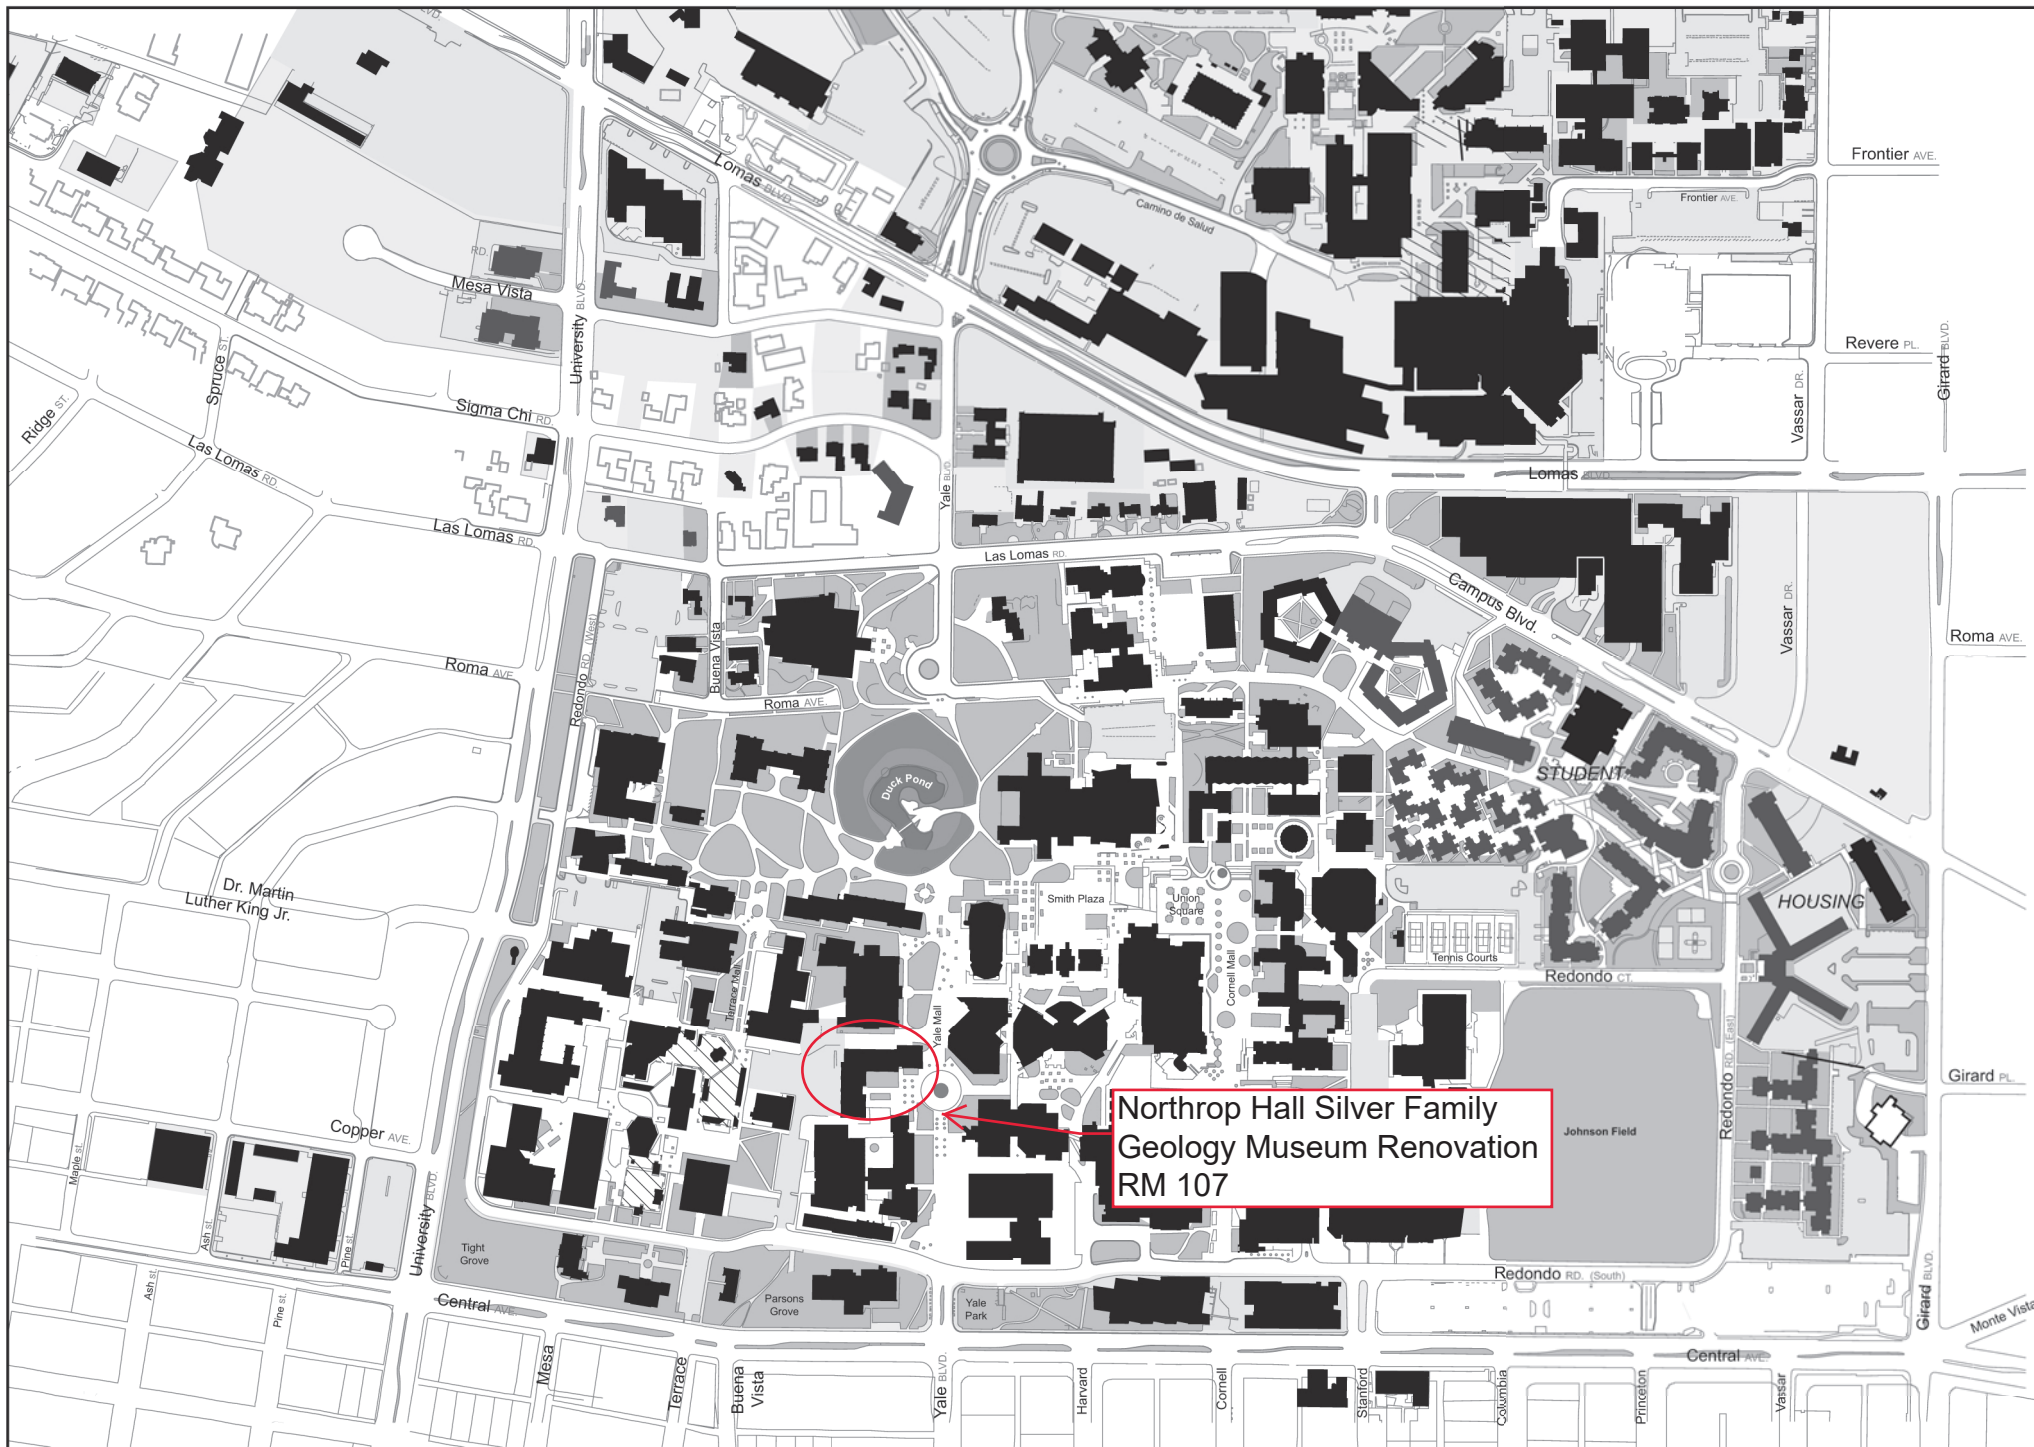 BLVD.
Lomas BLVD.
Frontier AVE.
Frontier AVE.
Camino de Salud
RD.
Mesa Vista
University BLVD.
Spruce ST.
Ridge ST.
Sigma Chi RD.
Las Lomas RD.
Las Lomas RD.
Revere PL.
Girard BLVD.
Vassar DR.
Lomas BLVD.
Yale BLVD
Las Lomas RD.
Campus Blvd.
Vassar DR.
Roma AVE.
Roma AVE
Redondo RD. (West)
Buena Vista
Roma AVE.
Duck Pond
STUDENT
HOUSING
Dr. Martin
Luther King Jr.
Smith Plaza
Union
Square
Cornell Mall
Tennis Courts
Redondo CT.
Terrace Mall
Yale Mall
Redondo RD. (East)
Girard PL.
Northrop Hall Silver Family
Geology Museum Renovation
RM 107
Johnson Field
Copper AVE.
Maple st.
Ash st.
Pine st.
University BLVD.
Ash st.
Pine st.
Tight
Grove
Parsons
Grove
Yale
Park
Redondo RD. (South)
Girard BLVD.
Monte Vista
Central AVE.
Central AVE.
Mesa
Terrace
Buena
Vista
Yale BLVD.
Harvard
Cornell
Stanford
Columbia
Princeton
Vassar